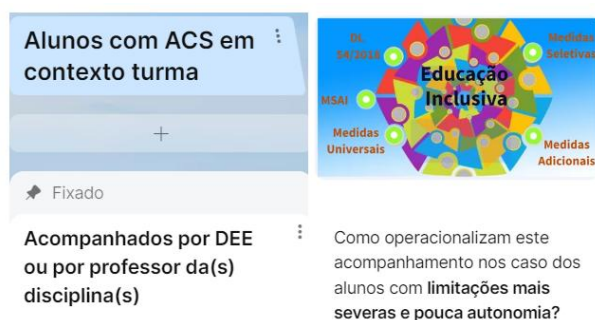 Alunos com ACS em
contexto turma
+
Fixado
Acompanhados por DEE
ou por professor da(s)
disciplina(s)
DL
54/2018
Medidas
Seletivas
Educação
Inclusiva
MSAI
Medidas
Universais
Medidas
Adicionais
Como operacionalizam este
acompanhamento nos caso dos
alunos com limitações mais
severas e pouca autonomia?